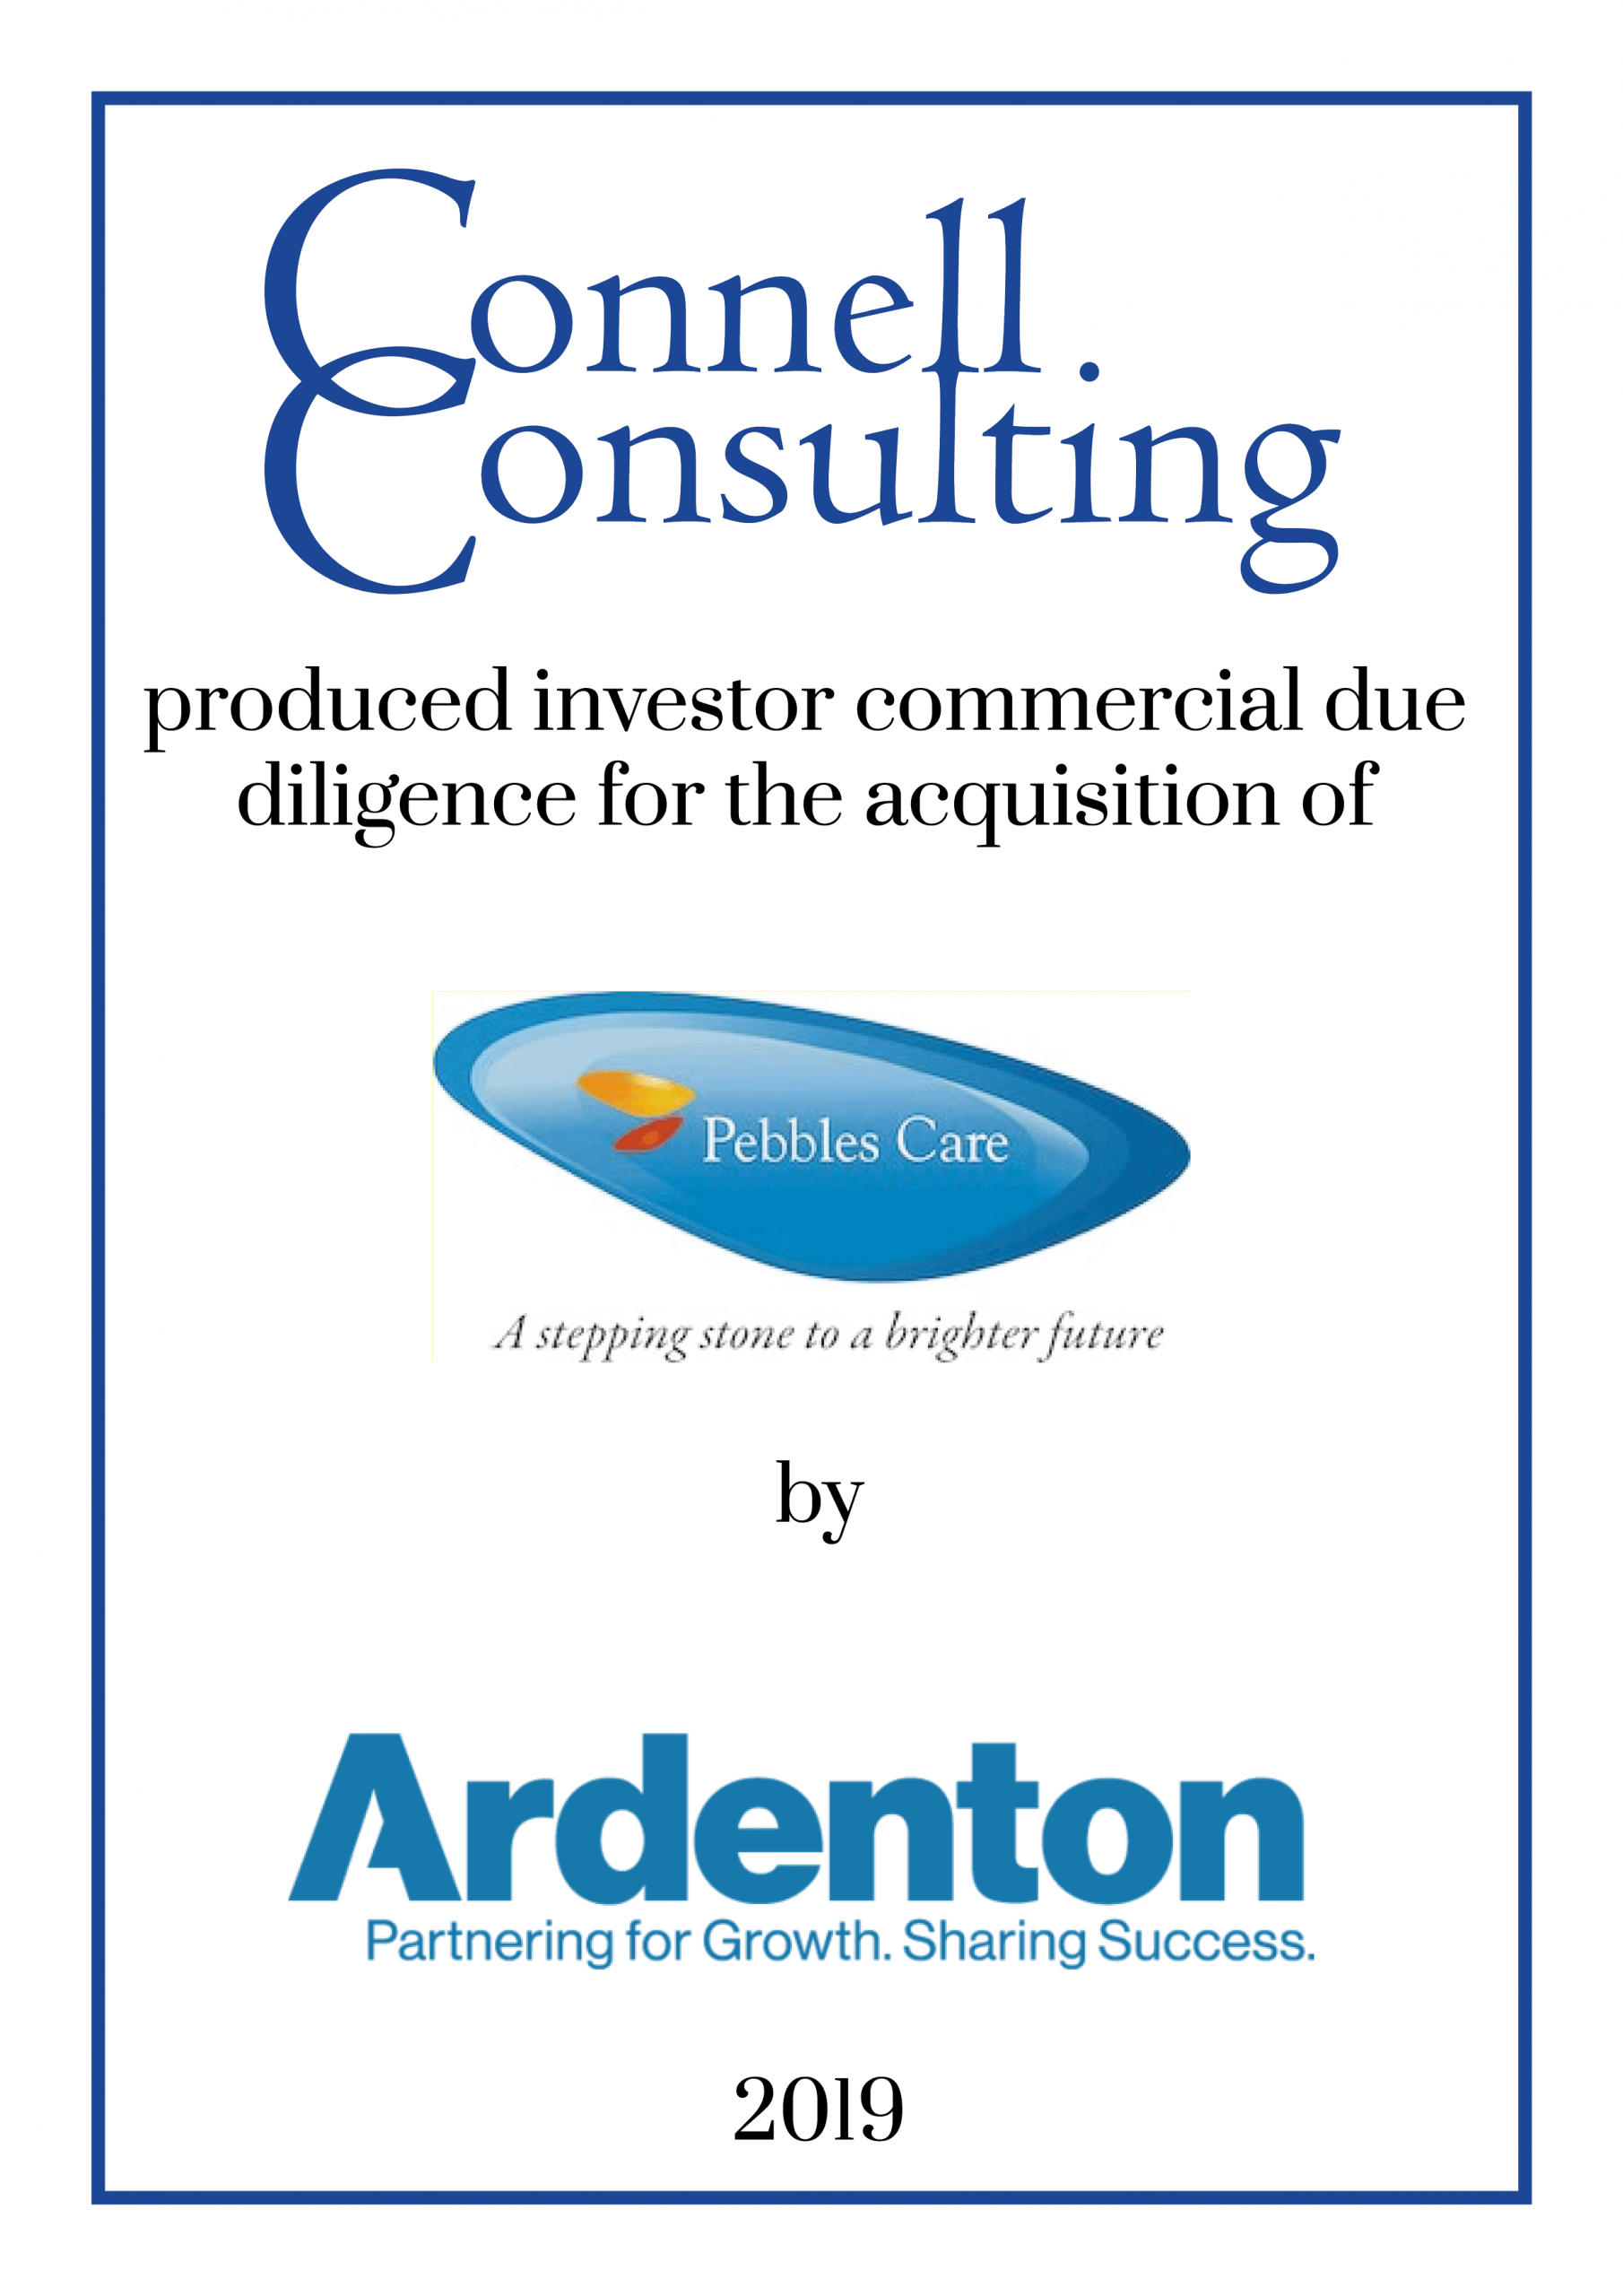 Connell
Consulting
produced investor commercial due
diligence for the acquisition of
Pebbles Care
A stepping stone to a brighter future
by
Ardenton
Partnering for Growth. Sharing Success.
2019